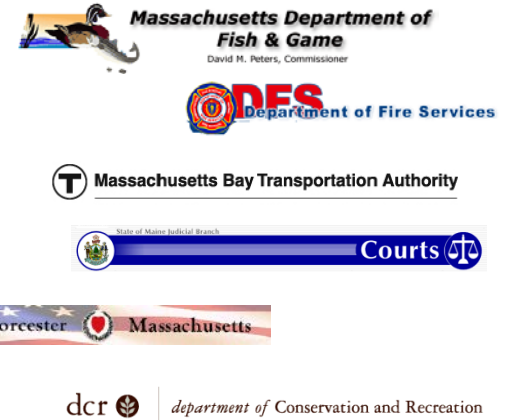 Massachusetts Department of
Fish & Game
David M. Peters, Commissioner
DFS
Department of Fire Services
T Massachusetts Bay Transportation Authority
State of Maine Judicial Branch
Courts
orcester Massachusetts
dcr department of Conservation and Recreation